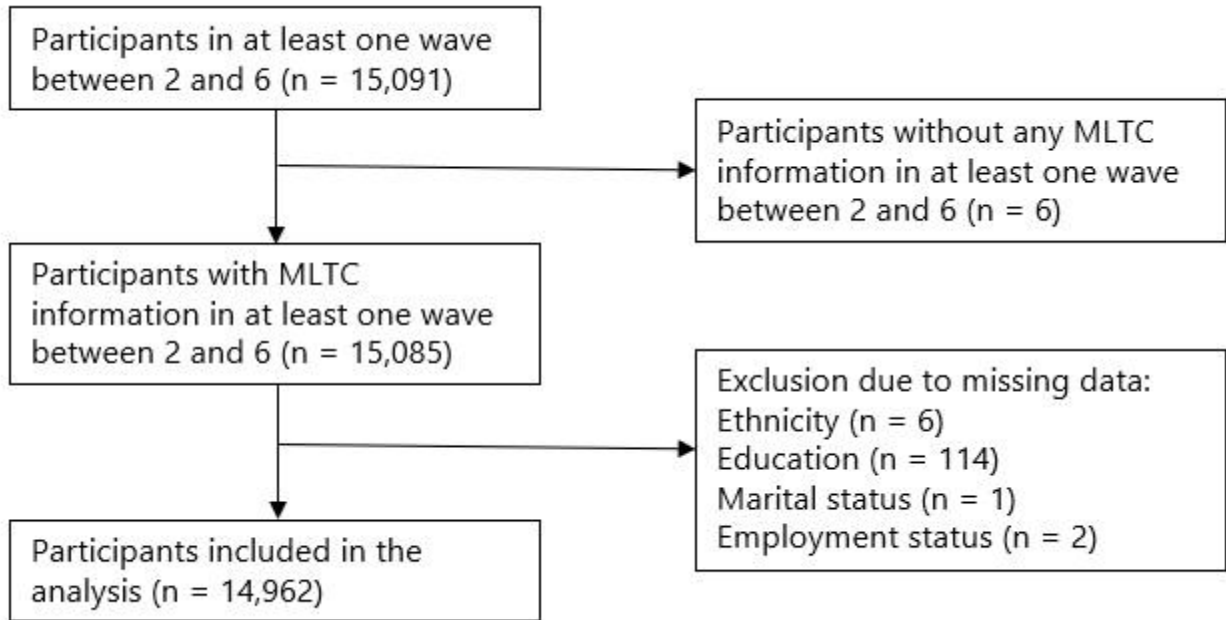 Participants in at least one wave
between 2 and 6 (n = 15,091)
Participants without any MLTC
information in at least one wave
between 2 and 6 (n = 6)
Participants with MLTC
information in at least one wave
between 2 and 6 (n = 15,085)
Exclusion due to missing data:
Ethnicity (n = 6)
Education (n = 114)
Marital status (n = 1)
Employment status (n = 2)
Participants included in the
analysis (n = 14,962)